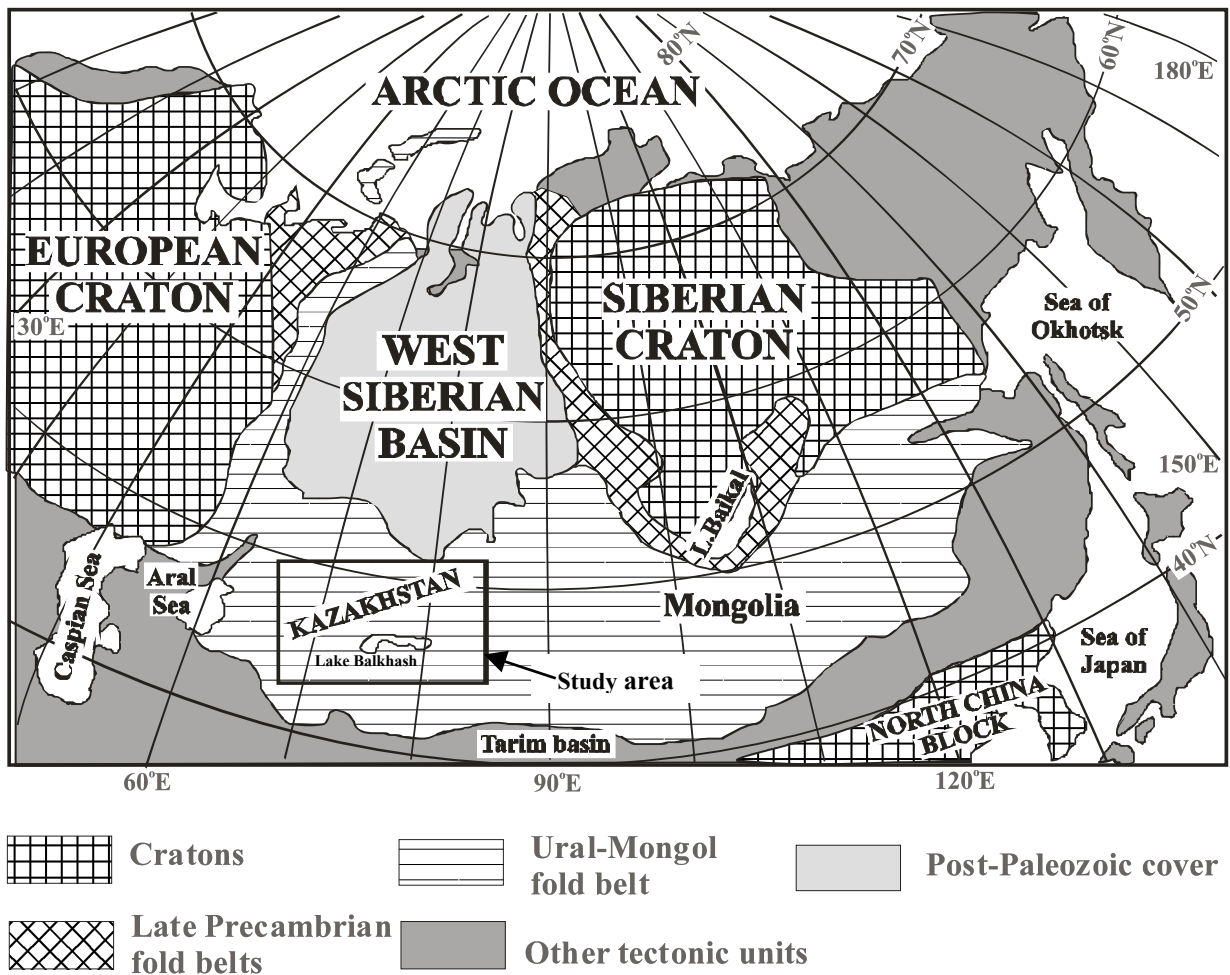 80°N
70°N
60°N
180°E
ARCTIC OCEAN
EUROPEAN
CRATON
30°E
WEST
SIBERIAN
BASIN
SIBERIAN
CRATON
Sea of
Okhotsk
50°N
150°E
L.Baikal
40°N
Caspian Sea
Aral
Sea
KAZAKHSTAN
Lake Balkhash
Mongolia
Study area
Sea of
Japan
NORTH CHINA
BLOCK
Tarim basin
60°E
90°E
120°E
Cratons
Ural-Mongol
fold belt
Post-Paleozoic cover
Late Precambrian
fold belts
Other tectonic units